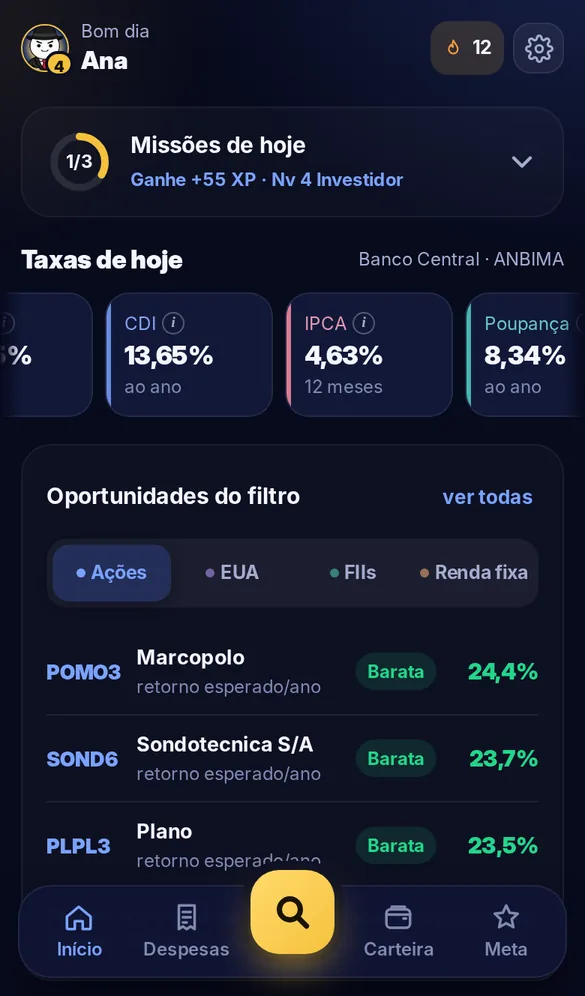 Bom dia
Ana
4
12
1/3
Missões de hoje
Ganhe +55 XP · Nv 4 Investidor
Taxas de hoje
Banco Central · ANBIMA
i
%
CDI i
13,65%
ao ano
IPCA i
4,63%
12 meses
Poupança
8,34%
ao ano
Oportunidades do filtro
ver todas
Ações
EUA
FIIs
Renda fixa
POMO3
Marcopolo
retorno esperado/ano
Barata
24,4%
SOND6
Sondotecnica S/A
retorno esperado/ano
Barata
23,7%
PLPL3
Plano
retorno esperado/ano
Barata
23,5%
Início
Despesas
Carteira
Meta